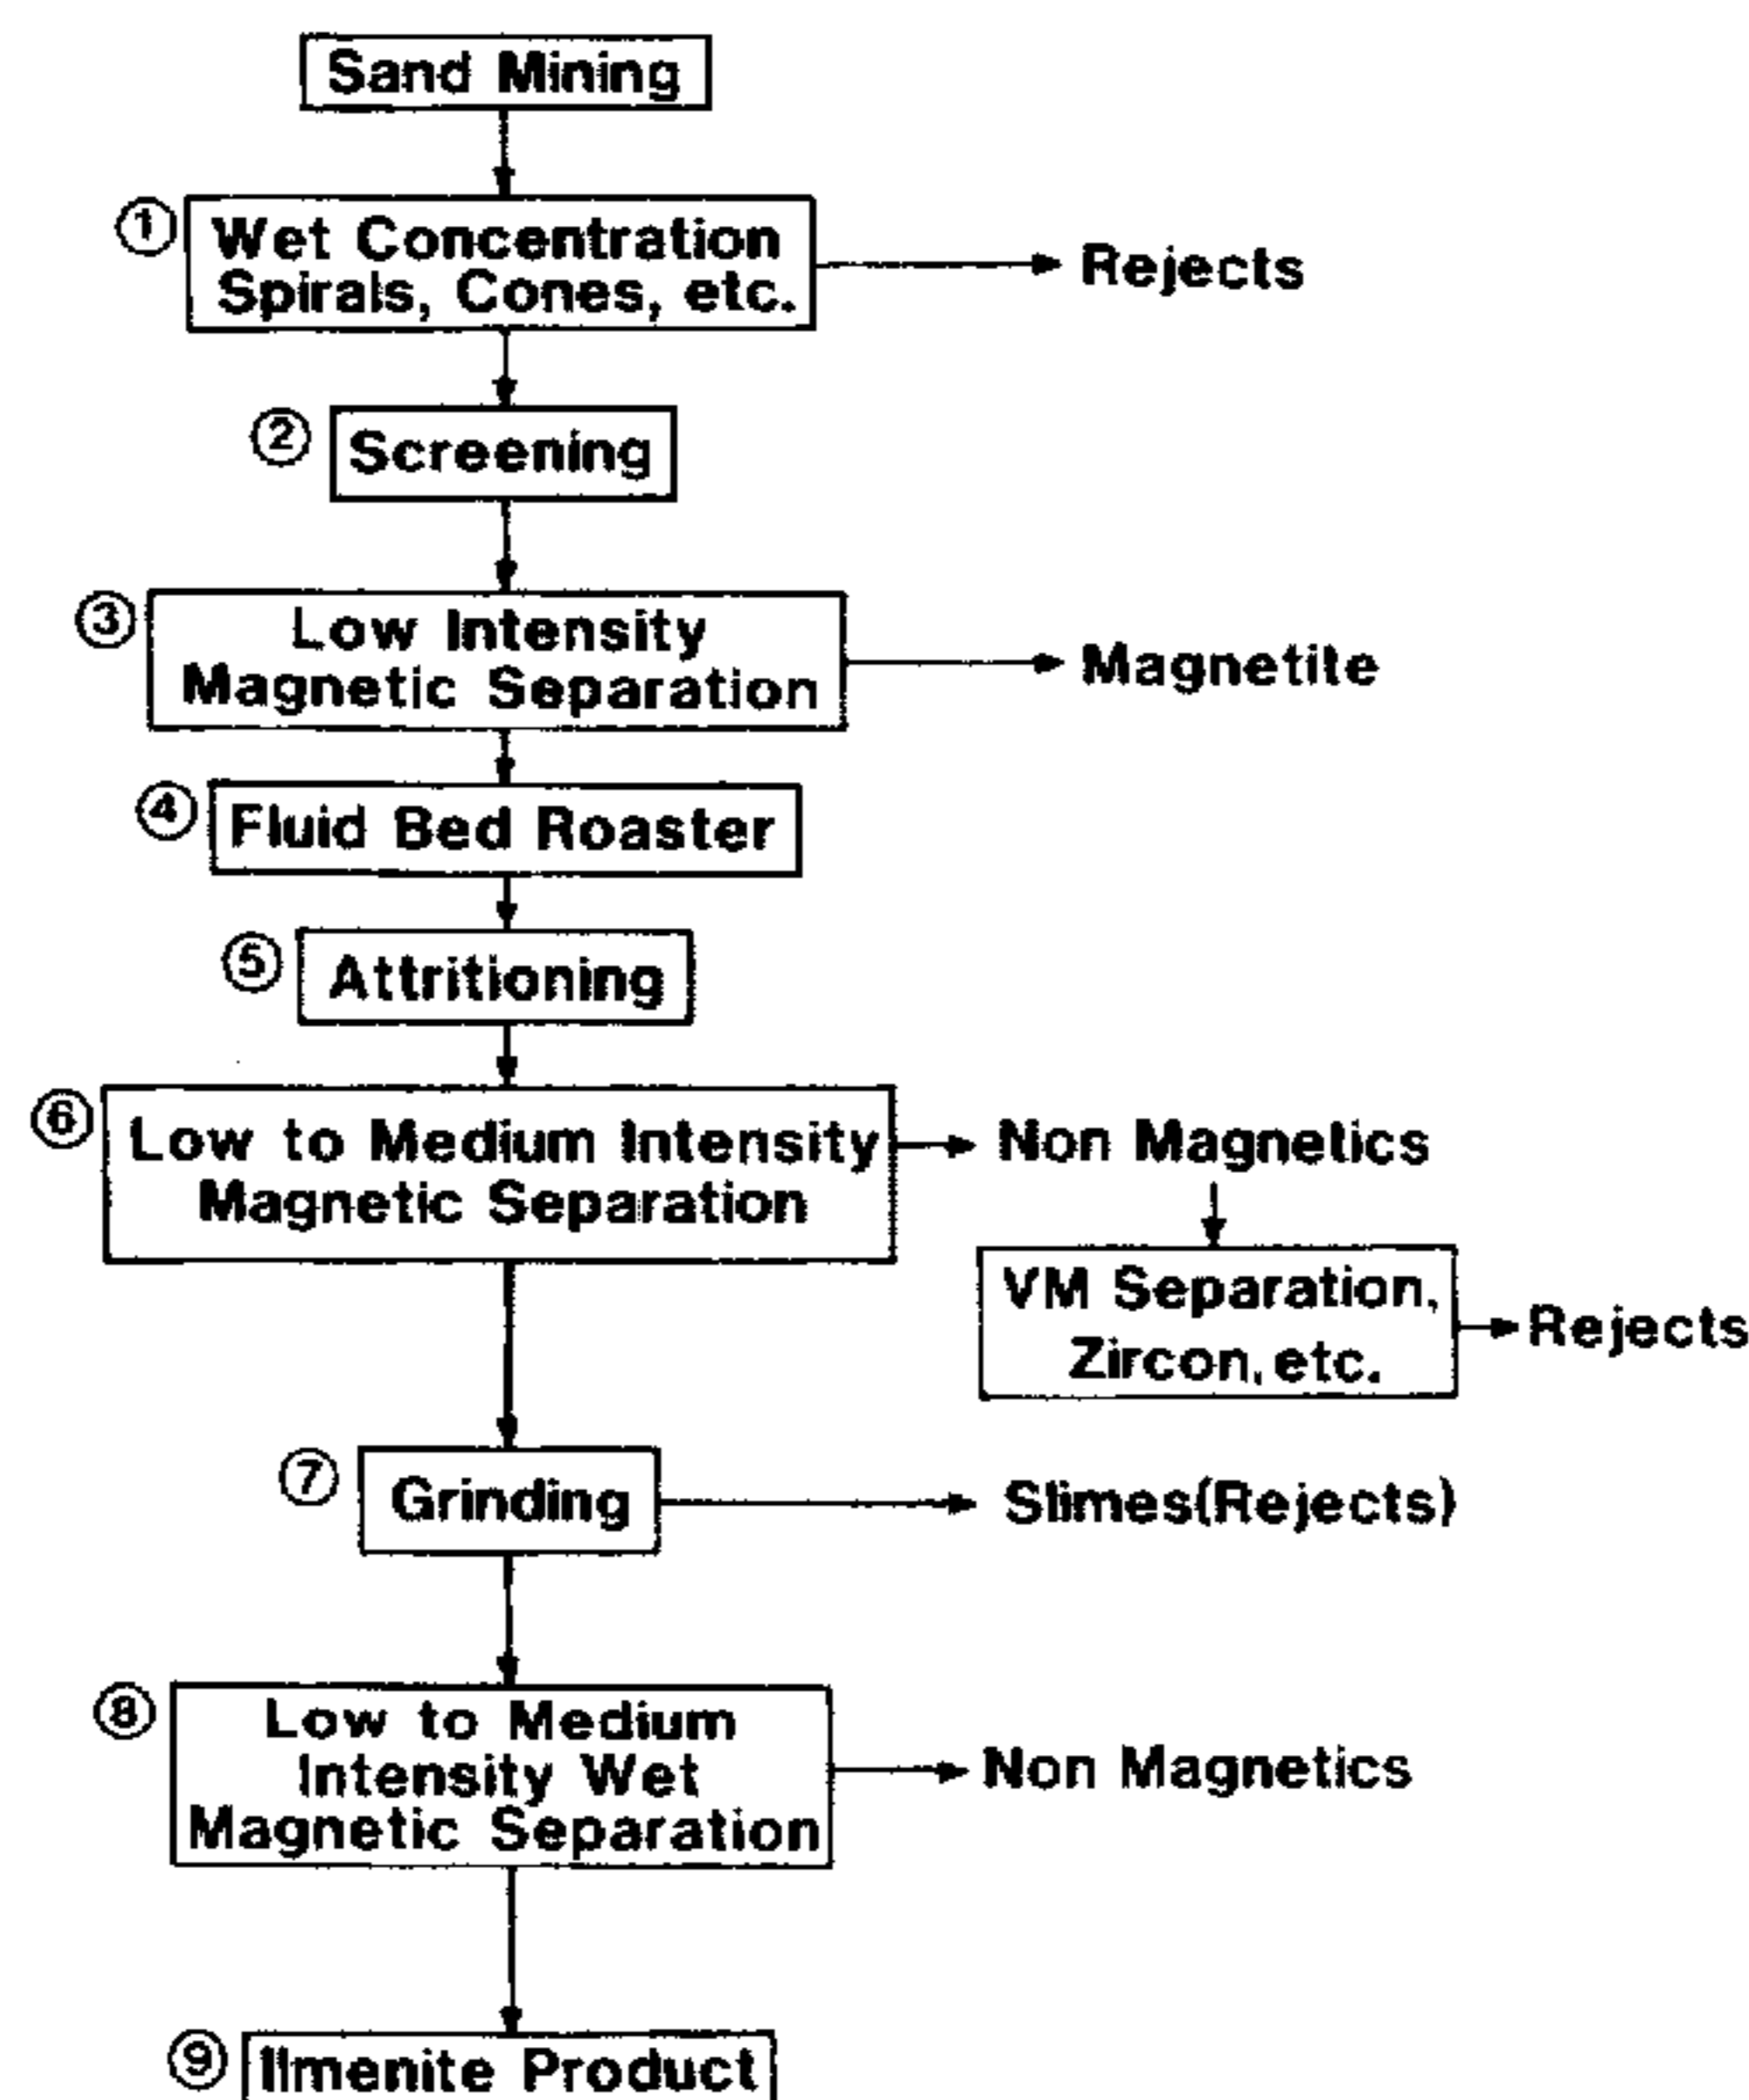 Sand Mining
① Wet Concentration
Spirals, Cones, etc.
Rejects
② Screening
③ Low Intensity
Magnetic Separation
Magnetite
④ Fluid Bed Roaster
⑤ Attritioning
⑥ Low to Medium Intensity
Magnetic Separation
Non Magnetics
VM Separation,
Zircon, etc.
Rejects
⑦ Grinding
Slimes(Rejects)
⑧ Low to Medium
Intensity Wet
Magnetic Separation
Non Magnetics
⑨ Ilmenite Product